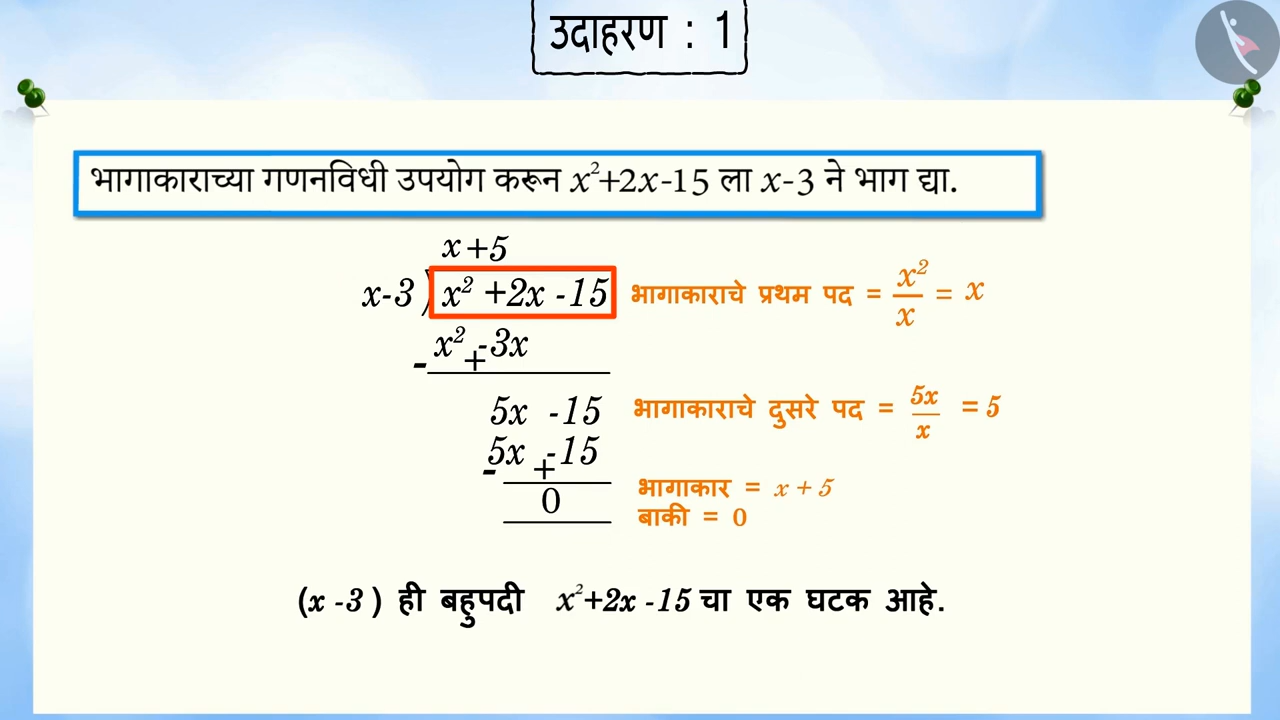 उदाहरण : 1
भागाकाराच्या गणनविधी उपयोग करून x²+2x-15 ला x-3 ने भाग द्या.
x+5
x-3 ) x² +2x -15 भागाकाराचे प्रथम पद = x²/x = x
x² -3x
- +
5x -15 भागाकाराचे दुसरे पद = 5x/x = 5
5x -15
- +
भागाकार = x + 5
0
बाकी = 0
(x -3 ) ही बहुपदी x²+2x -15 चा एक घटक आहे.